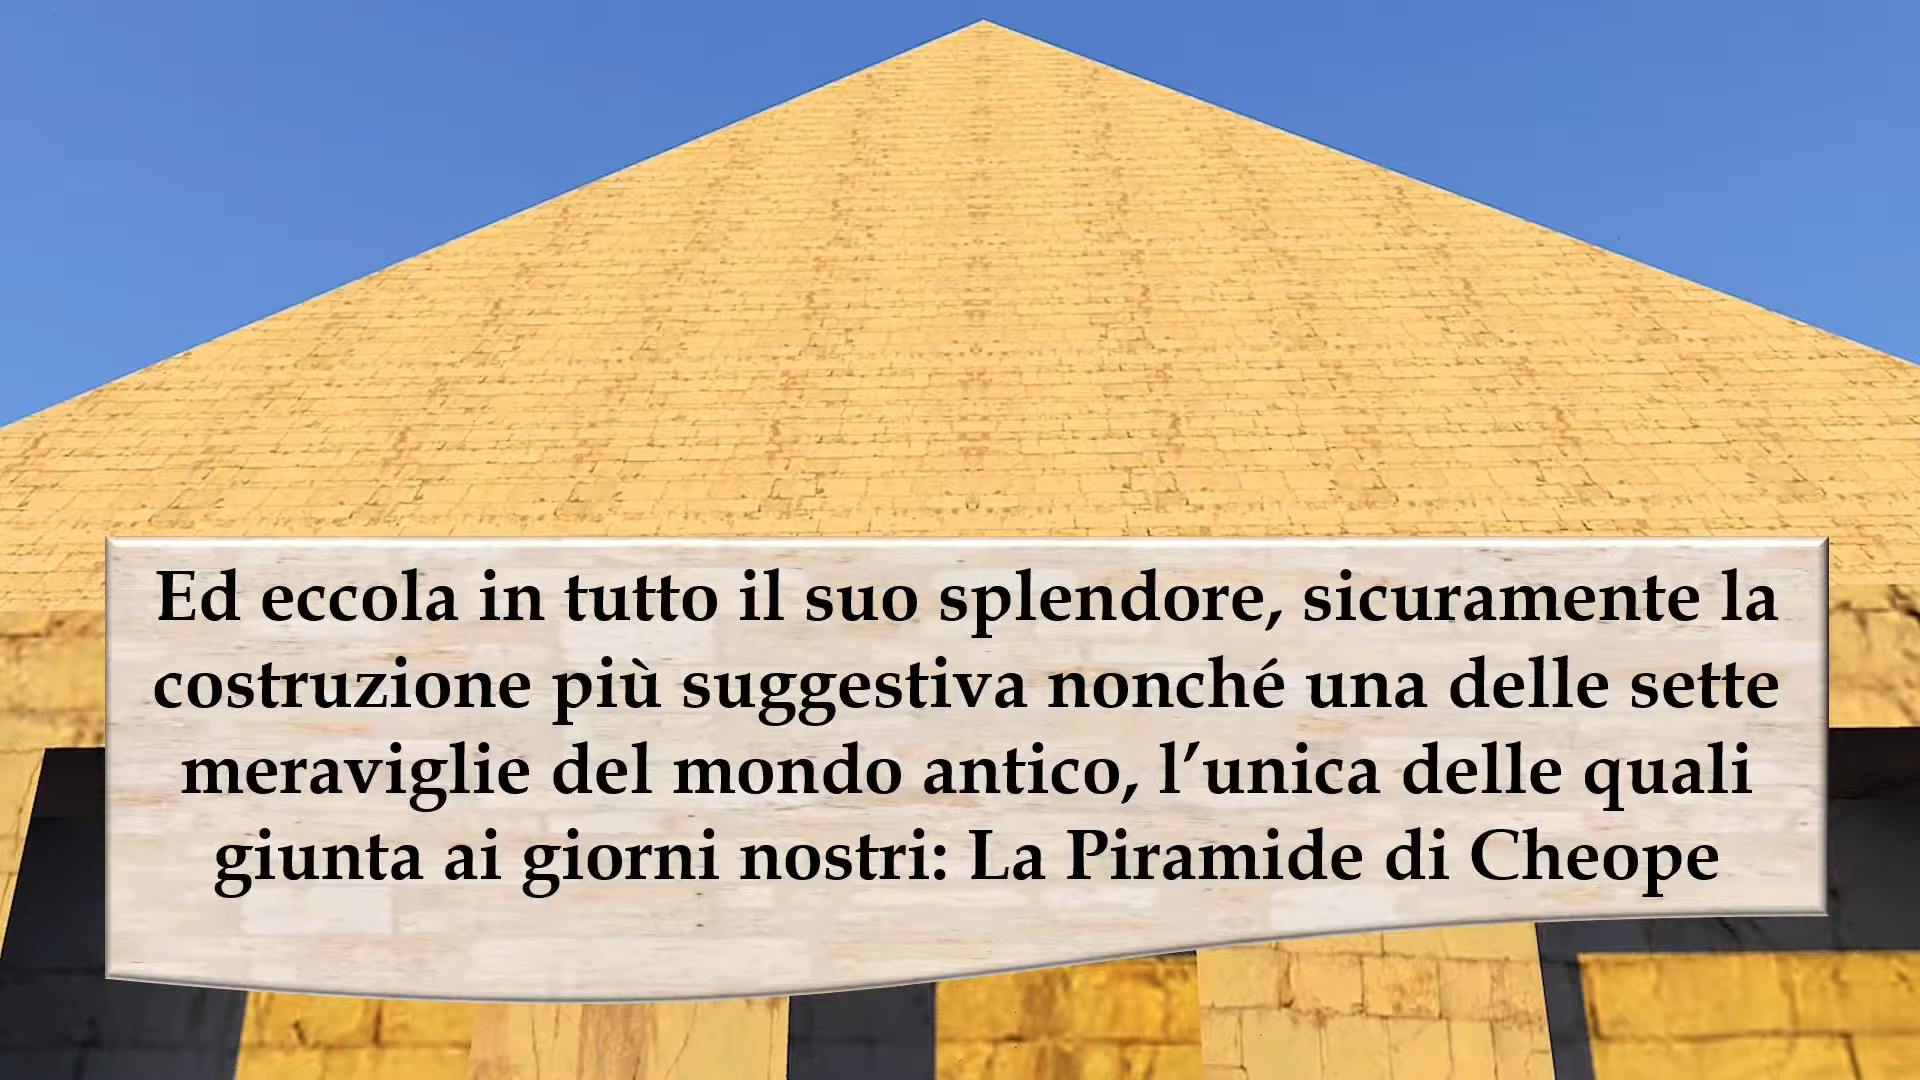 Ed eccola in tutto il suo splendore, sicuramente la
costruzione più suggestiva nonché una delle sette
meraviglie del mondo antico, l’unica delle quali
giunta ai giorni nostri: La Piramide di Cheope